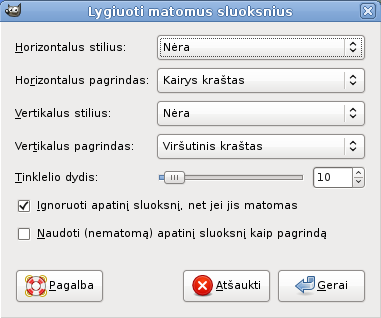 Lygiuoti matomus sluoksnius
Horizontalus stilius: Nėra
Horizontalus pagrindas: Kairys kraštas
Vertikalus stilius: Nėra
Vertikalus pagrindas: Viršutinis kraštas
Tinklelio dydis: 10
Ignoruoti apatinį sluoksnį, net jei jis matomas
Naudoti (nematomą) apatinį sluoksnį kaip pagrindą
Pagalba Atšaukti Gerai